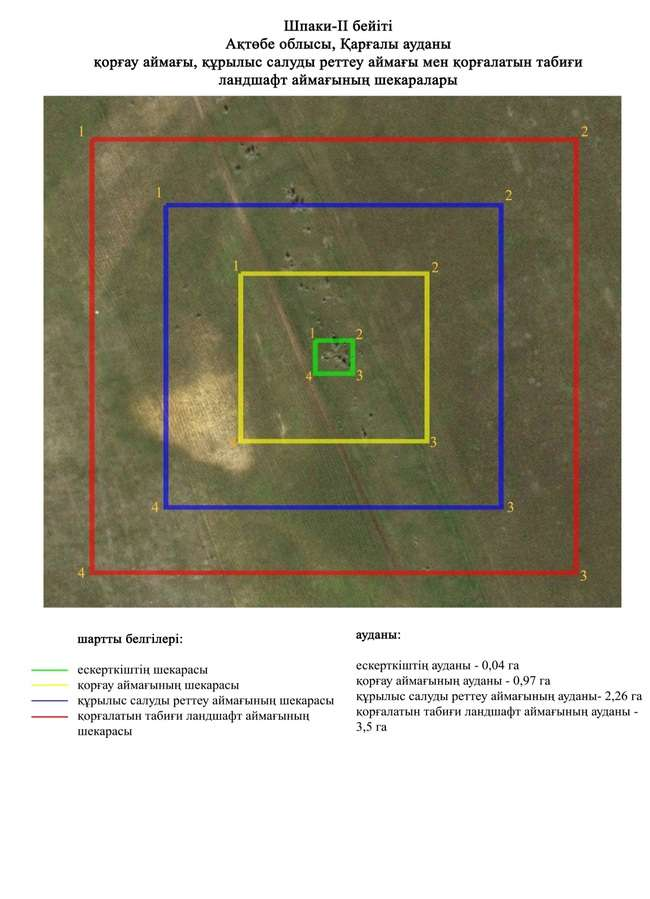 Шпаки-II бейіті
Ақтөбе облысы, Қарғалы ауданы
қорғау аймағы, құрылыс салуды реттеу аймағы мен қорғалатын табиғи
ландшафт аймағының шекаралары
1
2
1
2
1
2
1
2
4
3
3
4
3
4
3
шартты белгілері:
ескерткіштің шекарасы
қорғау аймағының шекарасы
құрылыс салуды реттеу аймағының шекарасы
қорғалатын табиғи ландшафт аймағының
шекарасы
ауданы:
ескерткіштің ауданы - 0,04 га
қорғау аймағының ауданы - 0,97 га
құрылыс салуды реттеу аймағының ауданы- 2,26 га
қорғалатын табиғи ландшафт аймағының ауданы -
3,5 га